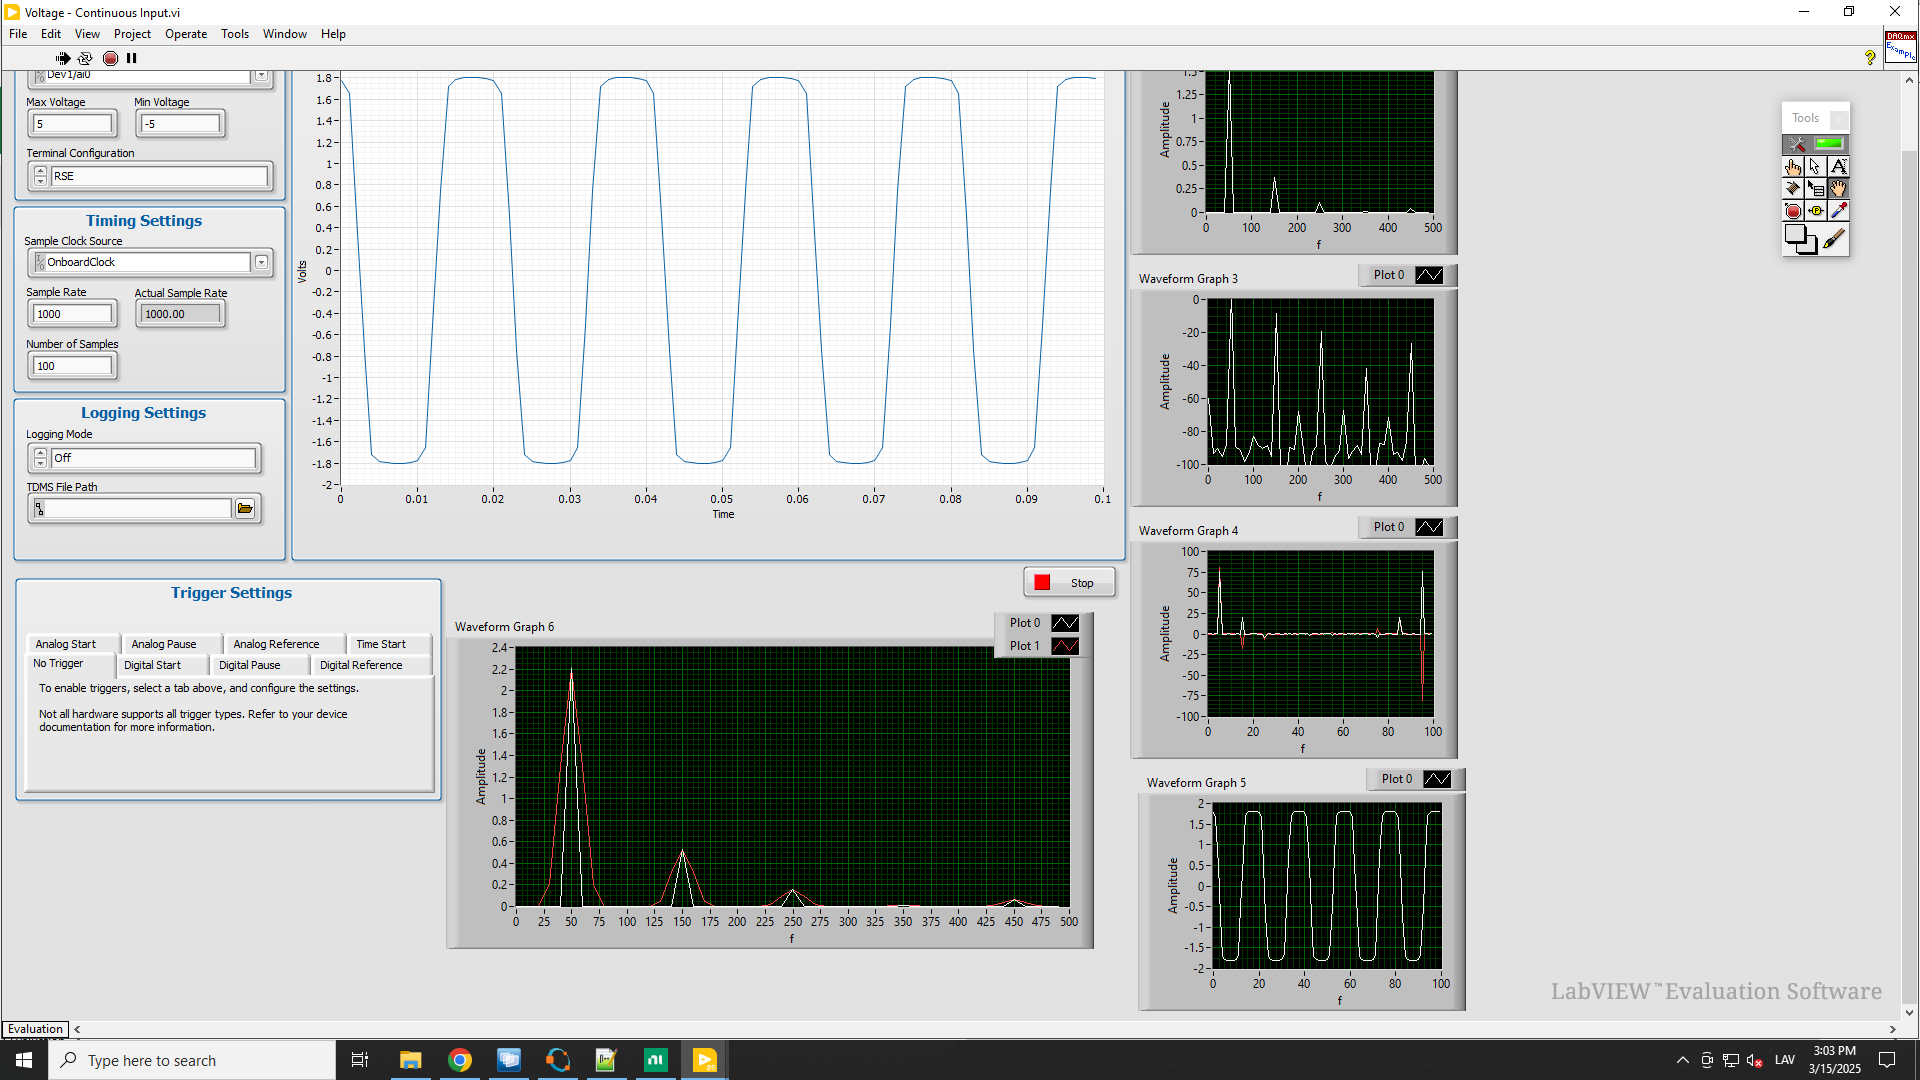 Voltage - Continuous Input.vi
File Edit View Project Operate Tools Window Help
?
DAQmx
Example
Dev1/ai0
Max Voltage Min Voltage
5 -5
Terminal Configuration
RSE
Timing Settings
Sample Clock Source
OnboardClock
Sample Rate Actual Sample Rate
1000 1000.00
Number of Samples
100
Logging Settings
Logging Mode
Off
TDMS File Path
Volts
1.8
1.6
1.4
1.2
1
0.8
0.6
0.4
0.2
0
-0.2
-0.4
-0.6
-0.8
-1
-1.2
-1.4
-1.6
-1.8
-2
0 0.01 0.02 0.03 0.04 0.05 0.06 0.07 0.08 0.09 0.1
Time
Stop
Trigger Settings
Analog Start Analog Pause Analog Reference Time Start
No Trigger Digital Start Digital Pause Digital Reference
To enable triggers, select a tab above, and configure the settings.
Not all hardware supports all trigger types. Refer to your device
documentation for more information.
Waveform Graph 6
Plot 0
Plot 1
Amplitude
2.4
2.2
2
1.8
1.6
1.4
1.2
1
0.8
0.6
0.4
0.2
0
0 25 50 75 100 125 150 175 200 225 250 275 300 325 350 375 400 425 450 475 500
f
Amplitude
1.5
1.25
1
0.75
0.5
0.25
0
0 100 200 300 400 500
f
Waveform Graph 3
Plot 0
Amplitude
0
-20
-40
-60
-80
-100
0 100 200 300 400 500
f
Waveform Graph 4
Plot 0
Amplitude
100
75
50
25
0
-25
-50
-75
-100
0 20 40 60 80 100
f
Waveform Graph 5
Plot 0
Amplitude
2
1.5
1
0.5
0
-0.5
-1
-1.5
-2
0 20 40 60 80 100
f
Tools
A
P
LabVIEW™ Evaluation Software
Evaluation
Type here to search
nı
LAV
3:03 PM
3/15/2025